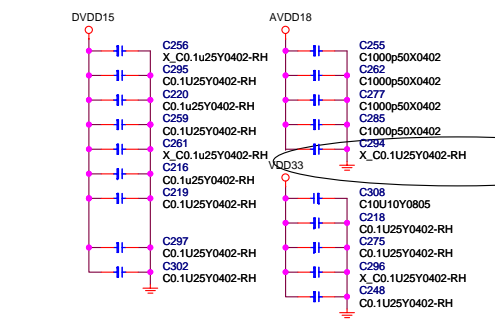 DVDD15
C256
X_C0.1u25Y0402-RH
C295
C0.1U25Y0402-RH
C220
C0.1u25Y0402-RH
C259
C0.1U25Y0402-RH
C261
X_C0.1u25Y0402-RH
C216
C0.1u25Y0402-RH
C219
C0.1U25Y0402-RH
C297
C0.1U25Y0402-RH
C302
C0.1U25Y0402-RH
AVDD18
C255
C1000p50X0402
C262
C1000p50X0402
C277
C1000p50X0402
C285
C1000p50X0402
C294
X_C0.1U25Y0402-RH
VDD33
C308
C10U10Y0805
C218
C0.1U25Y0402-RH
C275
C0.1U25Y0402-RH
C296
X_C0.1U25Y0402-RH
C248
C0.1U25Y0402-RH